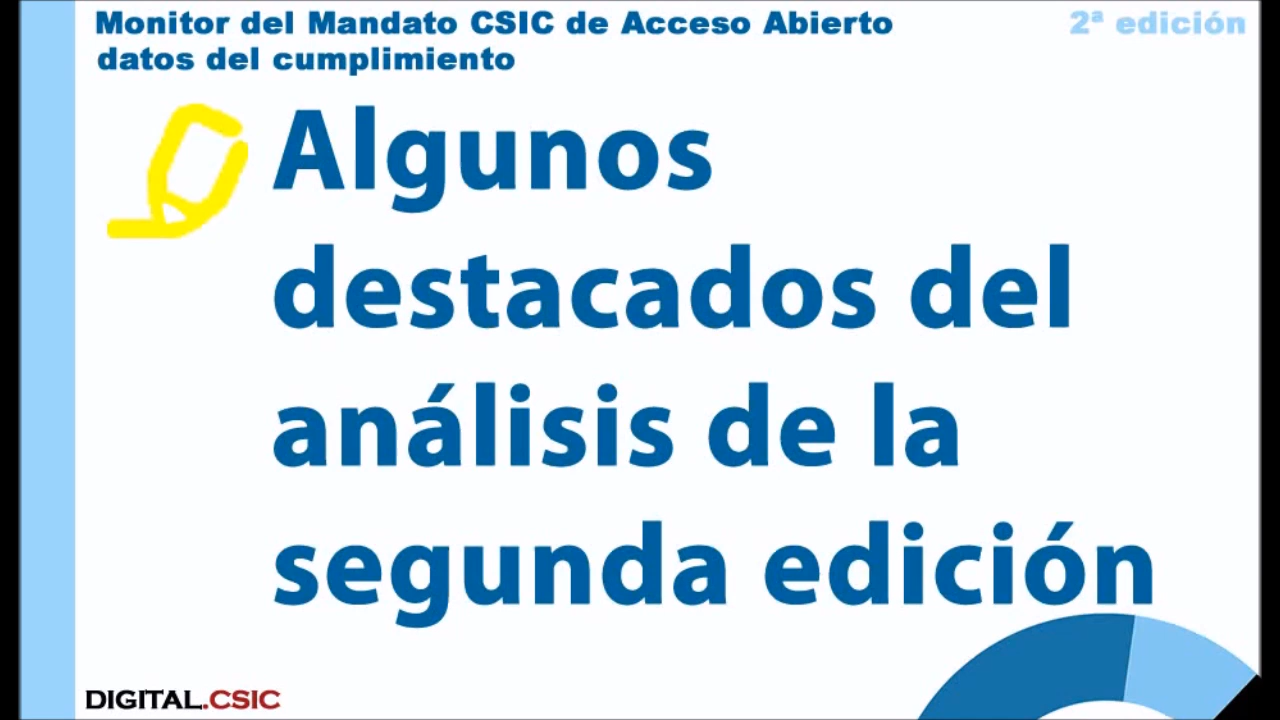 Monitor del Mandato CSIC de Acceso Abierto
2ª edición
datos del cumplimiento
Algunos
destacados del
análisis de la
segunda edición
DIGITAL.CSIC